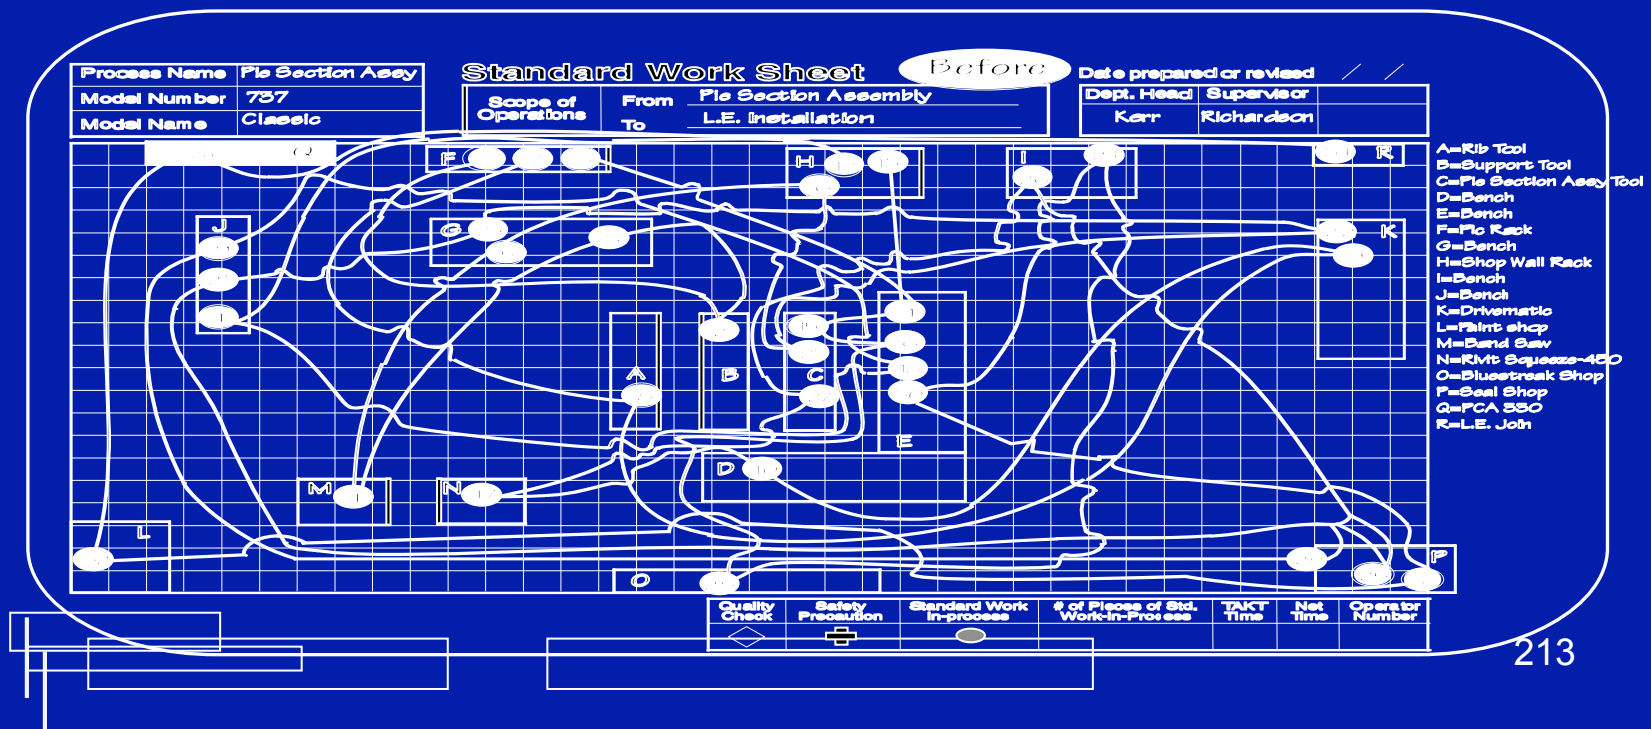 Standard Work Sheet
Before
Date prepared or revised / /
Process Name Pie Section Assy
Model Number 737
Model Name Classic
Scope of Operations
From Pie Section Assembly
To L.E. Installation
Dept. Head Supervisor
Kerr Richardson
Q
F
H
I
R
J
G
K
A
B
C
E
D
M
N
L
O
P
A=Rib Tool
B=Support Tool
C=Pie Section Assy Tool
D=Bench
E=Bench
F=Pic Rack
G=Bench
H=Shop Wall Rack
I=Bench
J=Bench
K=Drivematic
L=Paint shop
M=Band Saw
N=Rivit Squeeze-450
O=Bluestreak Shop
P=Seal Shop
Q=PCA 330
R=L.E. Join
Quality Check
Safety Precaution
Standard Work in-process
# of Pieces of Std. Work-in-Process
TAKT Time
Net Time
Operator Number
213